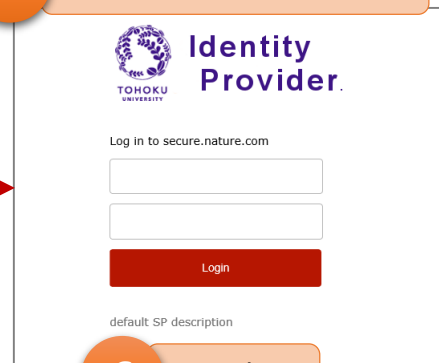 Identity
Provider.
TOHOKU
UNIVERSITY
Log in to secure.nature.com
Login
default SP description